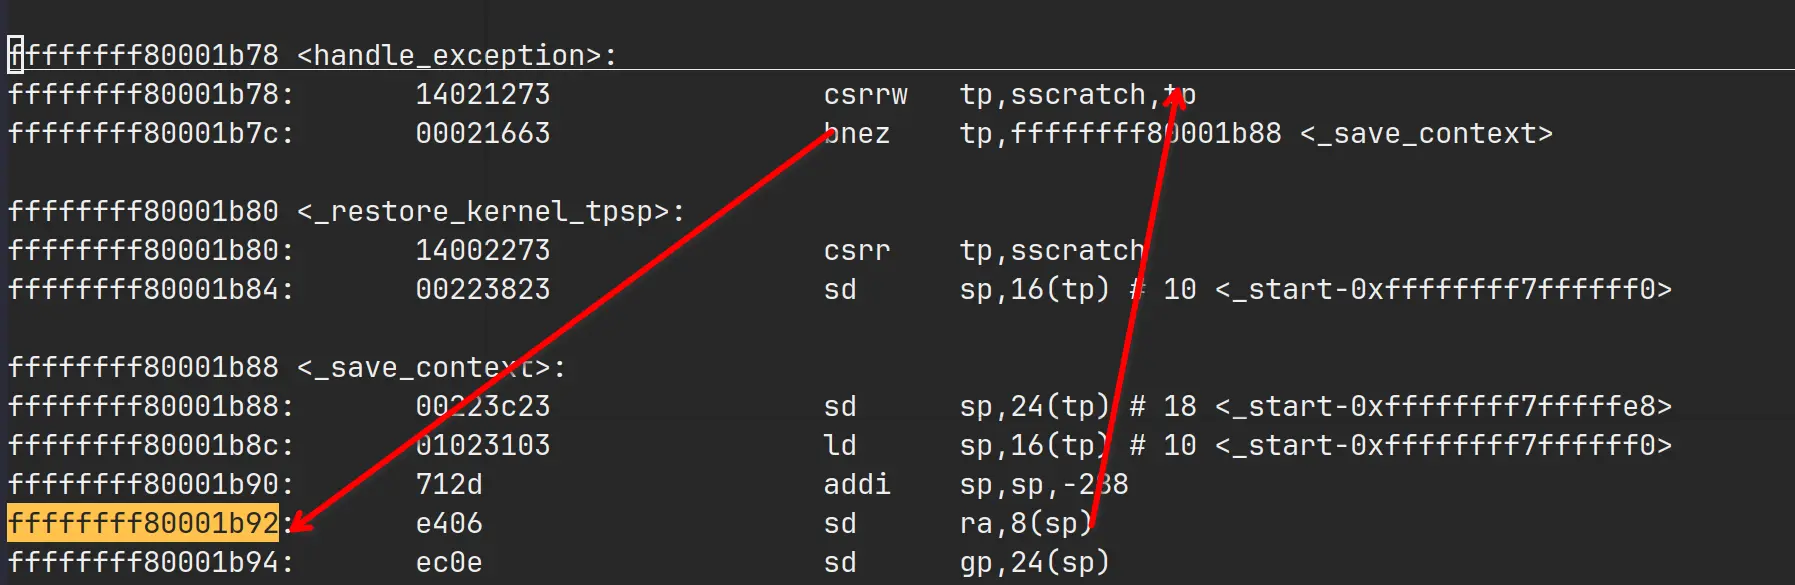 ffffffff80001b78 <handle_exception>:
ffffffff80001b78: 14021273 csrrw tp,sscratch,tp
ffffffff80001b7c: 00021663 bnez tp,ffffffff80001b88 <_save_context>
ffffffff80001b80 <_restore_kernel_tpsp>:
ffffffff80001b80: 14002273 csrr tp,sscratch
ffffffff80001b84: 00223823 sd sp,16(tp) # 10 <_start-0xffffffff7ffffff0>
ffffffff80001b88 <_save_context>:
ffffffff80001b88: 00223c23 sd sp,24(tp) # 18 <_start-0xffffffff7fffffe8>
ffffffff80001b8c: 01023103 ld sp,16(tp) # 10 <_start-0xffffffff7ffffff0>
ffffffff80001b90: 712d addi sp,sp,-288
ffffffff80001b92: e406 sd ra,8(sp)
ffffffff80001b94: ec0e sd gp,24(sp)